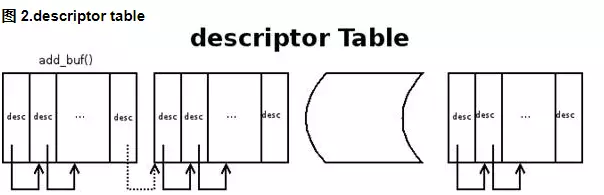 图 2.descriptor table
descriptor Table
add_buf()
desc desc ... desc desc desc ... desc desc desc ... desc